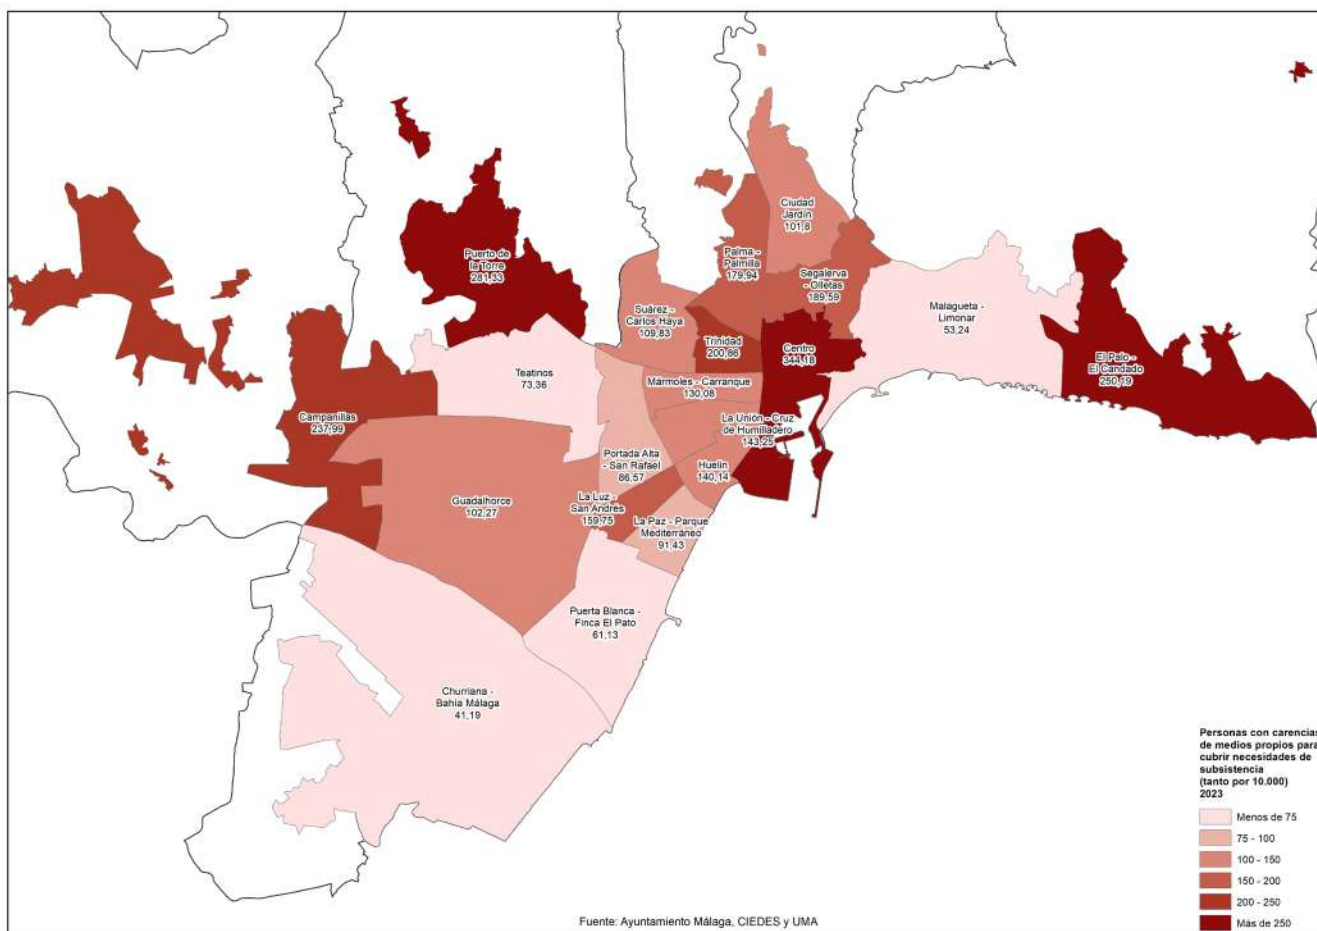 Ciudad
Jardín
101,6
Puerto de
la Torre
281,33
Palma -
Palmilla
179,94
Segalerva
- Olletas
189,59
Malagueta -
Limonar
53,24
Suárez -
Carlos Haya
109,83
Trinidad
200,86
Centro
344,18
El Palo -
El Candado
250,19
Teatinos
73,36
Mármoles - Carranque
130,08
Campanillas
237,99
La Unión - Cruz
de Humilladero
143,25
Portada Alta
- San Rafael
86,57
Huelin
140,14
Guadalhorce
102,27
La Luz -
San Andrés
159,75
La Paz - Parque
Mediterráneo
91,43
Puerta Blanca -
Finca El Pato
61,13
Churriana -
Bahía Málaga
41,19
Personas con carencias
de medios propios para
cubrir necesidades de
subsistencia
(tanto por 10.000)
2023
Menos de 75
75 - 100
100 - 150
150 - 200
200 - 250
Más de 250
Fuente: Ayuntamiento Málaga, CIEDES y UMA